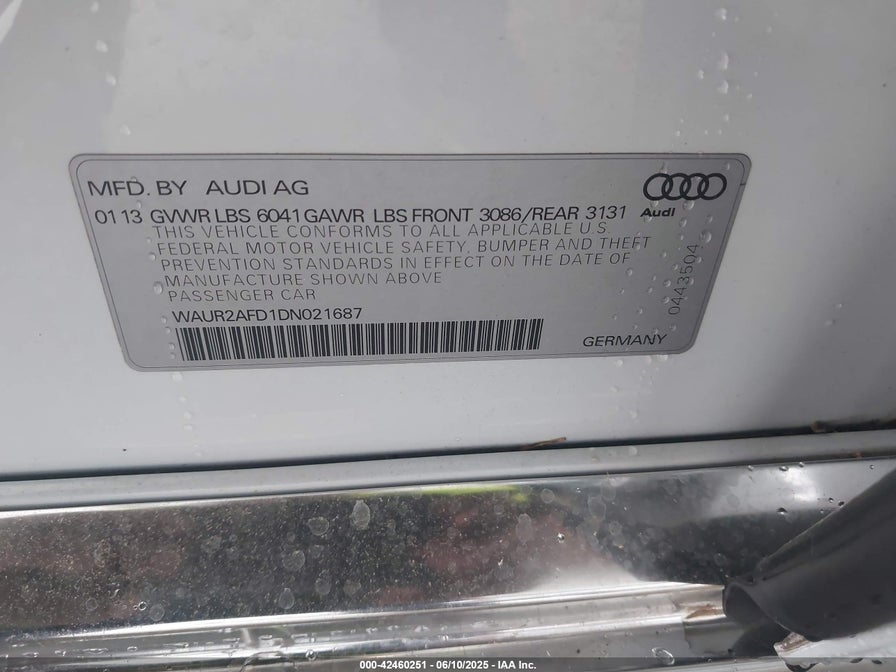 MFD. BY AUDI AG
01 13 GVWR LBS 6041 GAWR LBS FRONT 3086/REAR 3131
Audi
THIS VEHICLE CONFORMS TO ALL APPLICABLE U.S.
FEDERAL MOTOR VEHICLE SAFETY, BUMPER AND THEFT
PREVENTION STANDARDS IN EFFECT ON THE DATE OF
MANUFACTURE SHOWN ABOVE
PASSENGER CAR
0443504
WAUR2AFD1DN021687
GERMANY
000-42460251 - 06/10/2025 - IAA Inc.